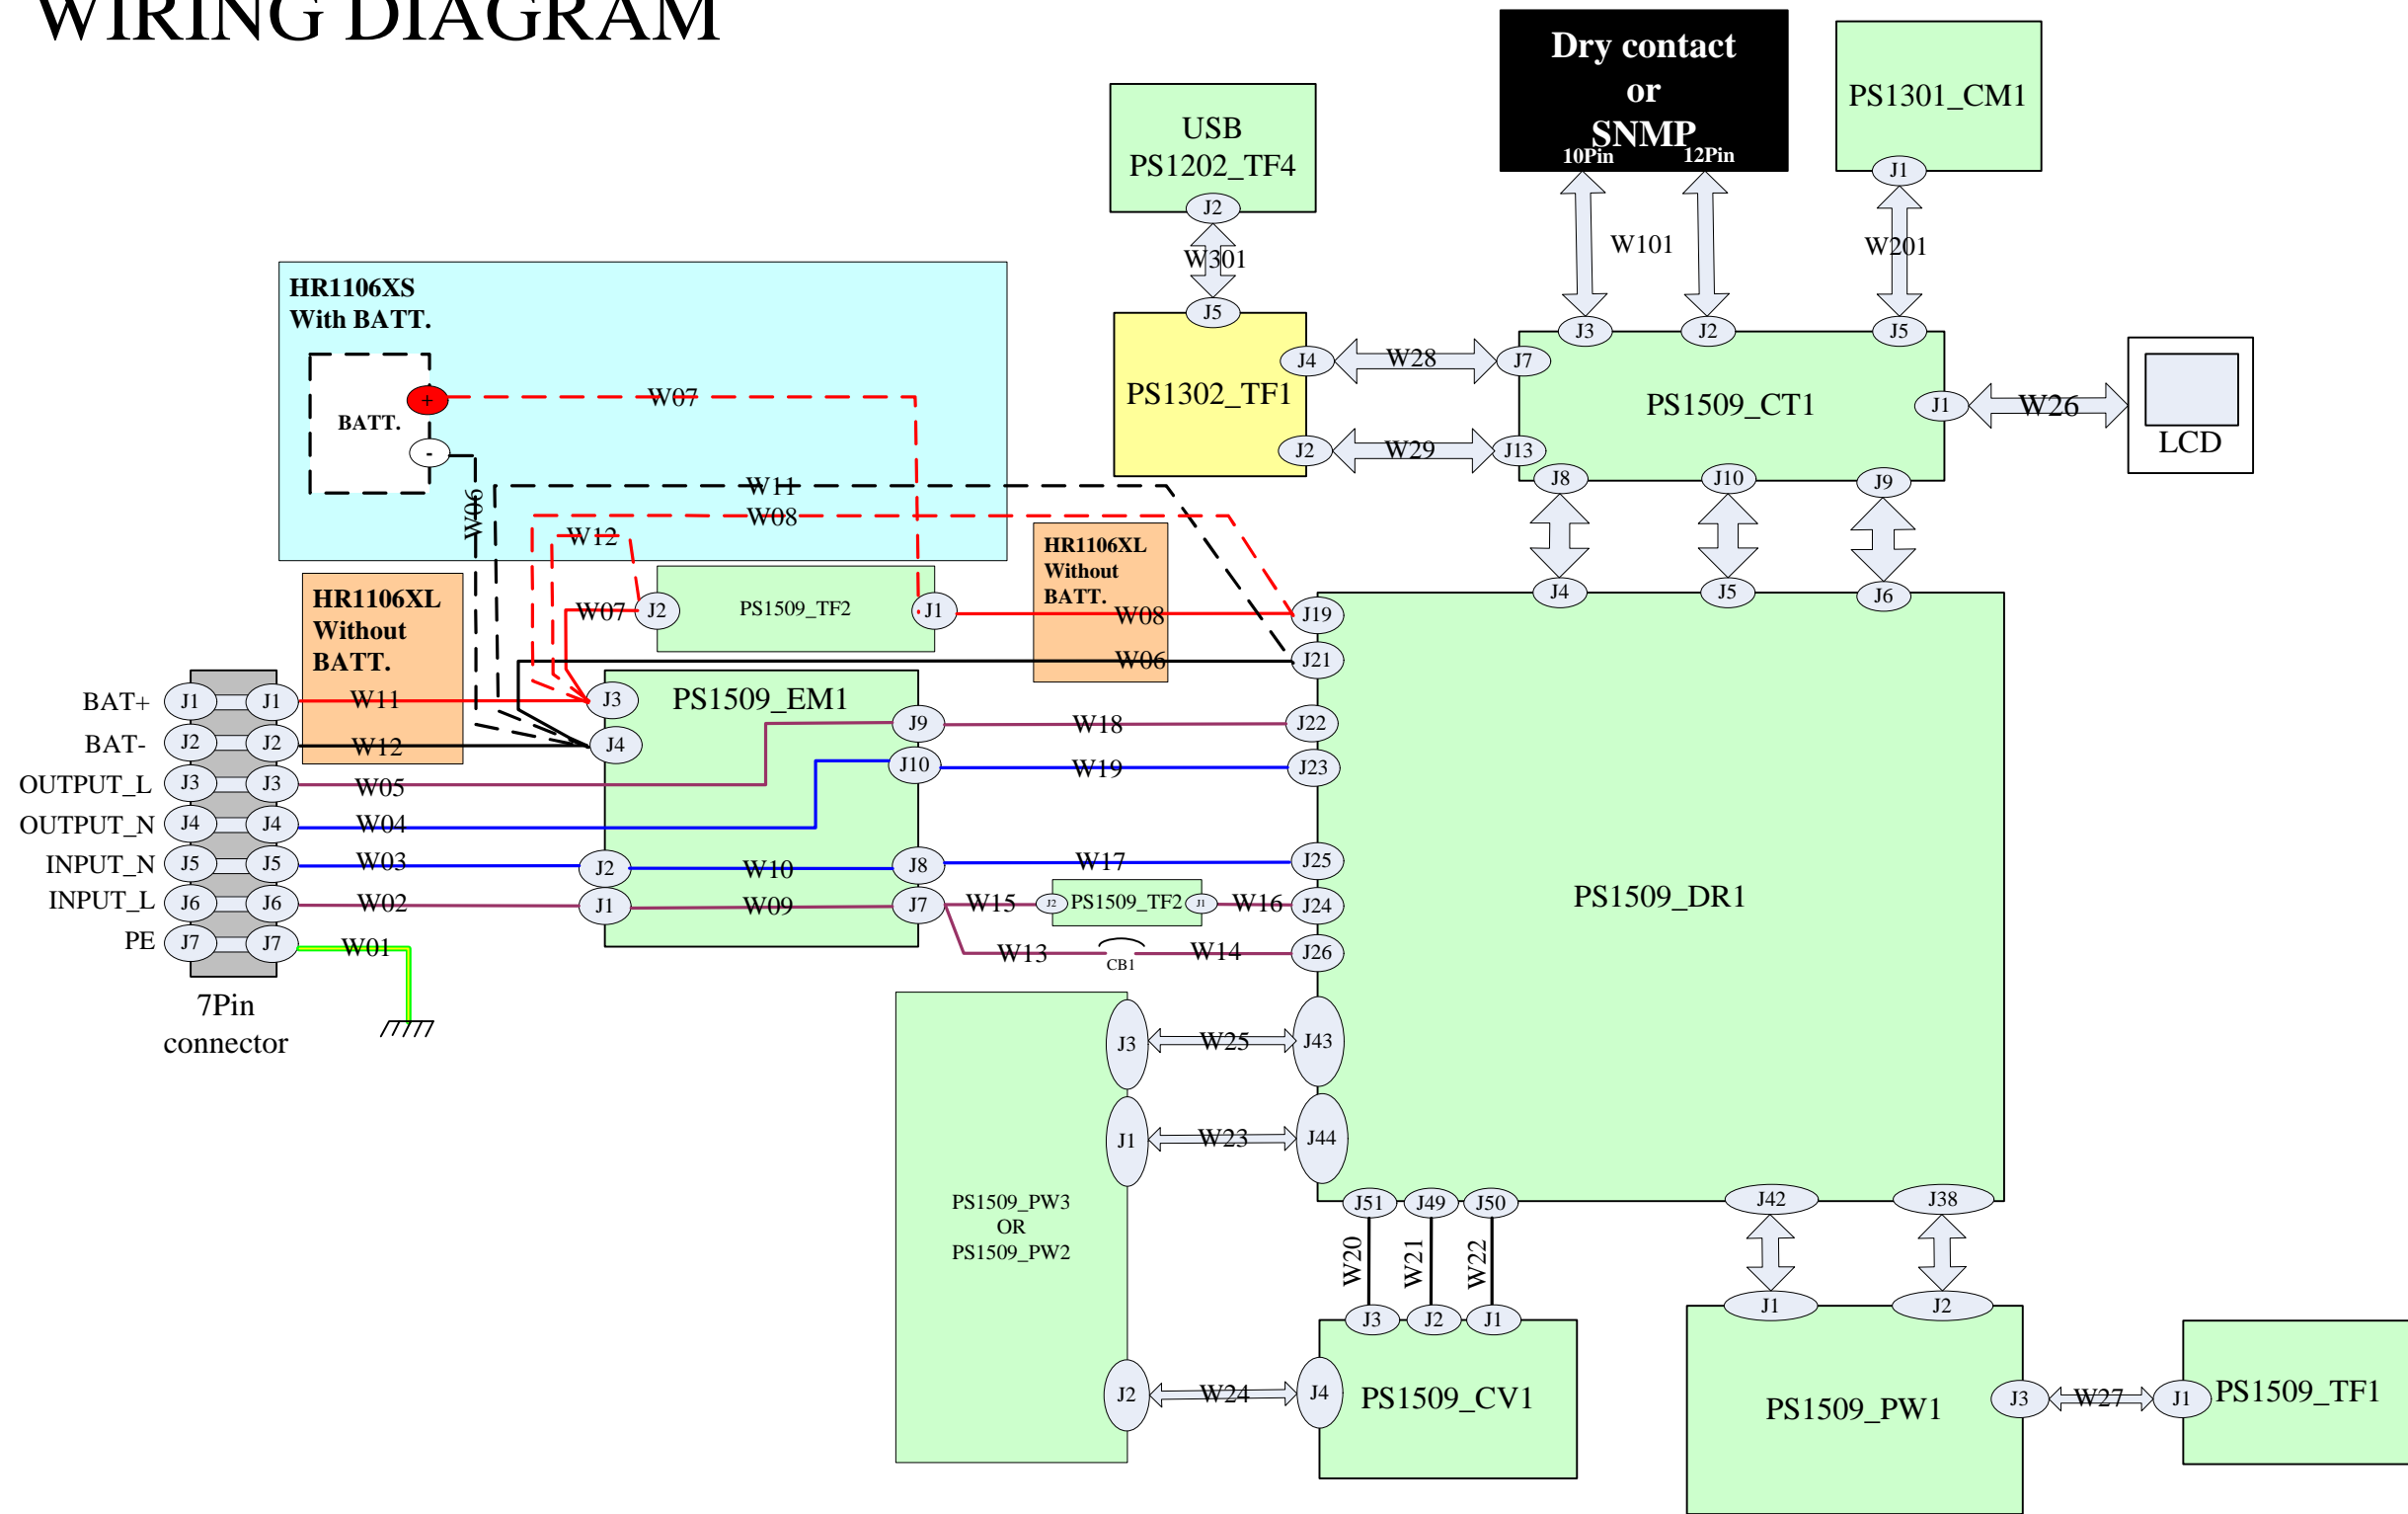 WIRING DIAGRAM
Dry contact
or
SNMP
10Pin
12Pin
PS1301_CM1
J1
USB
PS1202_TF4
J2
W301
W101
W201
HR1106XS
With BATT.
BATT.
+
-
W07
W06
W11
W08
W12
J5
PS1302_TF1
J4
J2
W28
W29
J3
J2
J5
J7
J13
PS1509_CT1
J1
J8
J10
J9
W26
LCD
HR1106XL
Without
BATT.
W07
J2
PS1509_TF2
J1
HR1106XL
Without
BATT.
W08
W06
J19
J21
J4
J5
J6
BAT+
J1
J1
W11
J3
PS1509_EM1
BAT-
J2
J2
W12
J4
J9
W18
J22
OUTPUT_L
J3
J3
W05
J10
W19
J23
OUTPUT_N
J4
J4
W04
INPUT_N
J5
J5
W03
J2
W10
J8
W17
J25
PS1509_DR1
INPUT_L
J6
J6
W02
J1
W09
J7
W15
J2
PS1509_TF2
J1
W16
J24
PE
J7
J7
W01
W13
CB1
W14
J26
7Pin
connector
J3
W25
J43
J1
W23
J44
PS1509_PW3
OR
PS1509_PW2
J51
J49
J50
J42
J38
W20
W21
W22
J3
J2
J1
J1
J2
J2
W24
J4
PS1509_CV1
PS1509_PW1
J3
W27
J1
PS1509_TF1